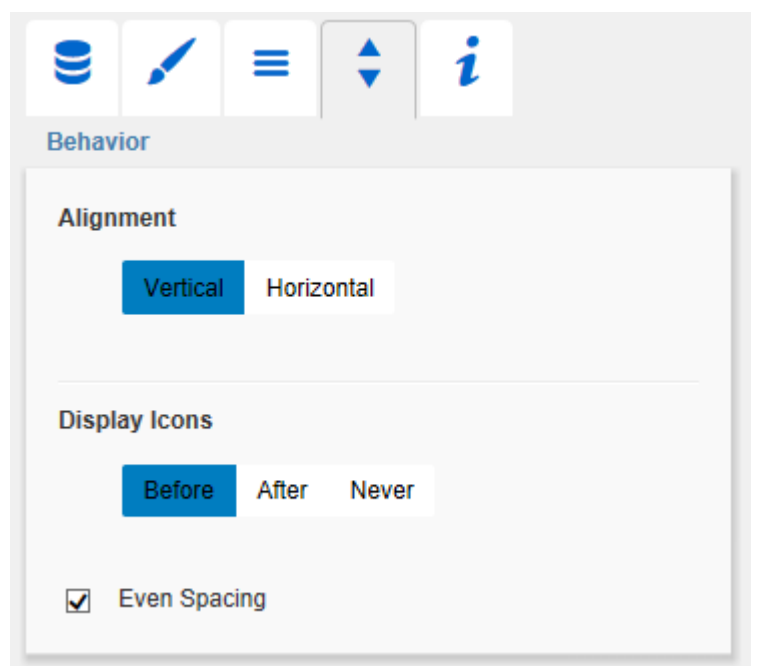 Behavior
Alignment
Vertical Horizontal
Display Icons
Before After Never
Even Spacing